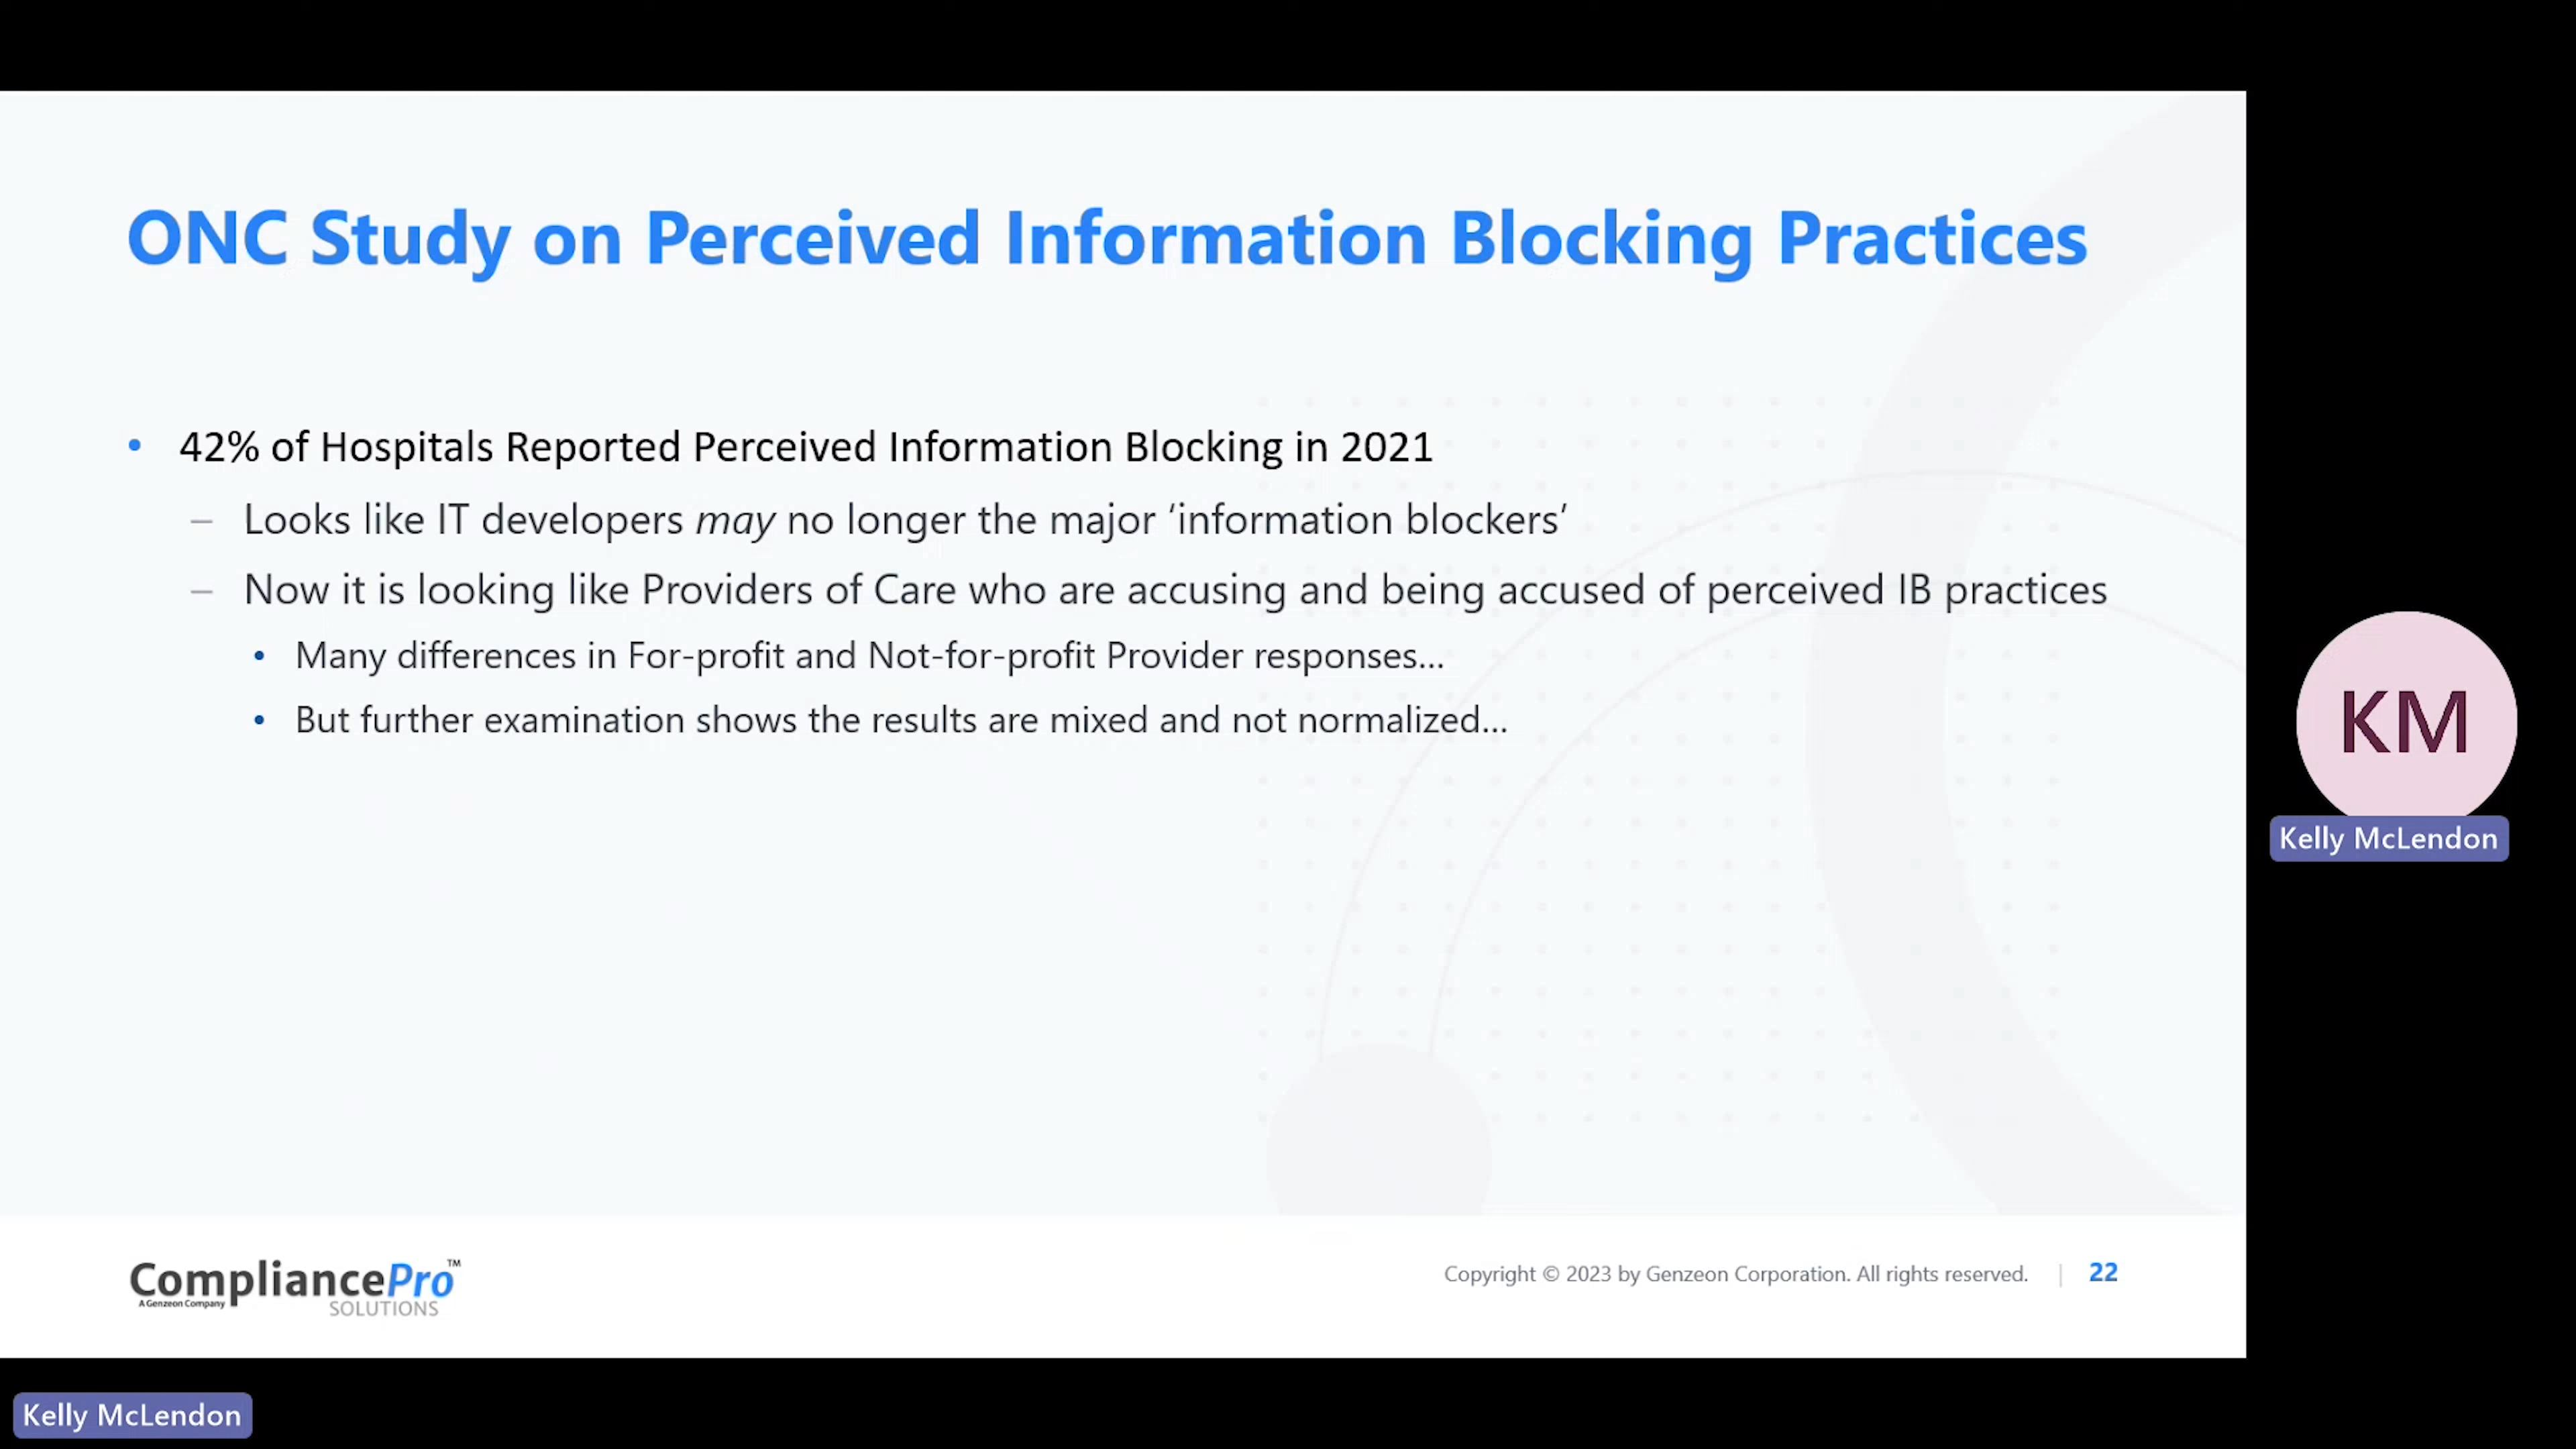 ONC Study on Perceived Information Blocking Practices
• 42% of Hospitals Reported Perceived Information Blocking in 2021
– Looks like IT developers may no longer the major ‘information blockers’
– Now it is looking like Providers of Care who are accusing and being accused of perceived IB practices
• Many differences in For-profit and Not-for-profit Provider responses...
• But further examination shows the results are mixed and not normalized...
KM
Kelly McLendon
CompliancePro™
A Genzeon Company
SOLUTIONS
Copyright © 2023 by Genzeon Corporation. All rights reserved. | 22
Kelly McLendon